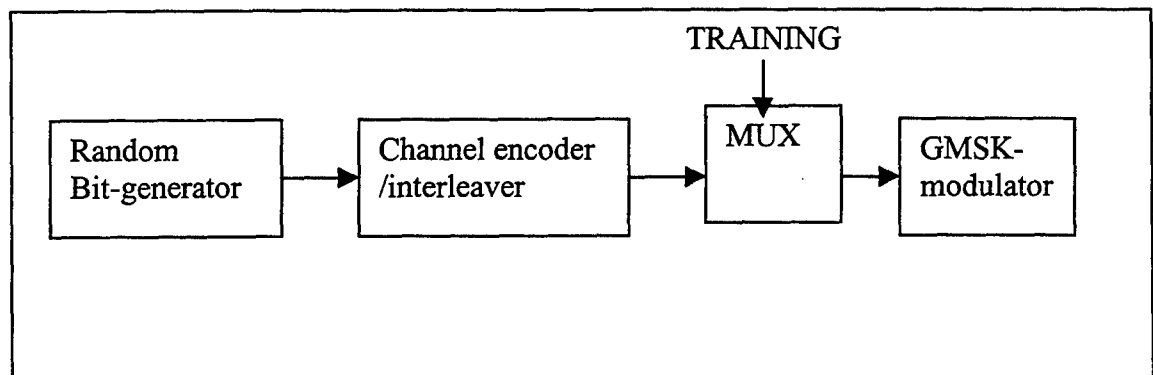 TRAINING
Random
Bit-generator
Channel encoder
/interleaver
MUX
GMSK-
modulator